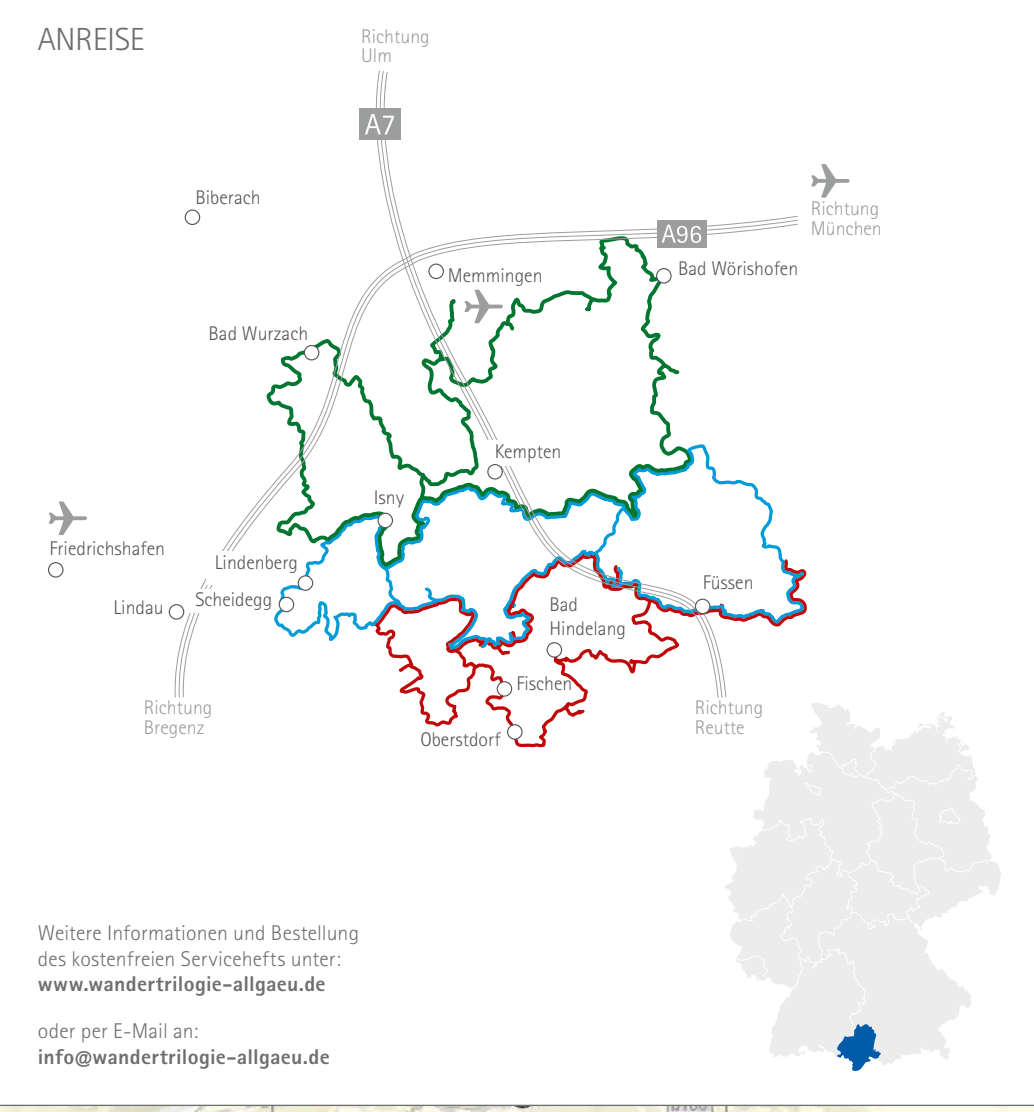 ANREISE
Richtung
Ulm
A7
Biberach
Richtung
München
A96
Memmingen
Bad Wörishofen
Bad Wurzach
Kempten
Isny
Friedrichshafen
Lindenberg
Lindau
Scheidegg
Füssen
Bad
Hindelang
Fischen
Richtung
Bregenz
Richtung
Reutte
Oberstdorf
Weitere Informationen und Bestellung
des kostenfreien Servicehefts unter:
www.wandertrilogie-allgaeu.de
oder per E-Mail an:
info@wandertrilogie-allgaeu.de